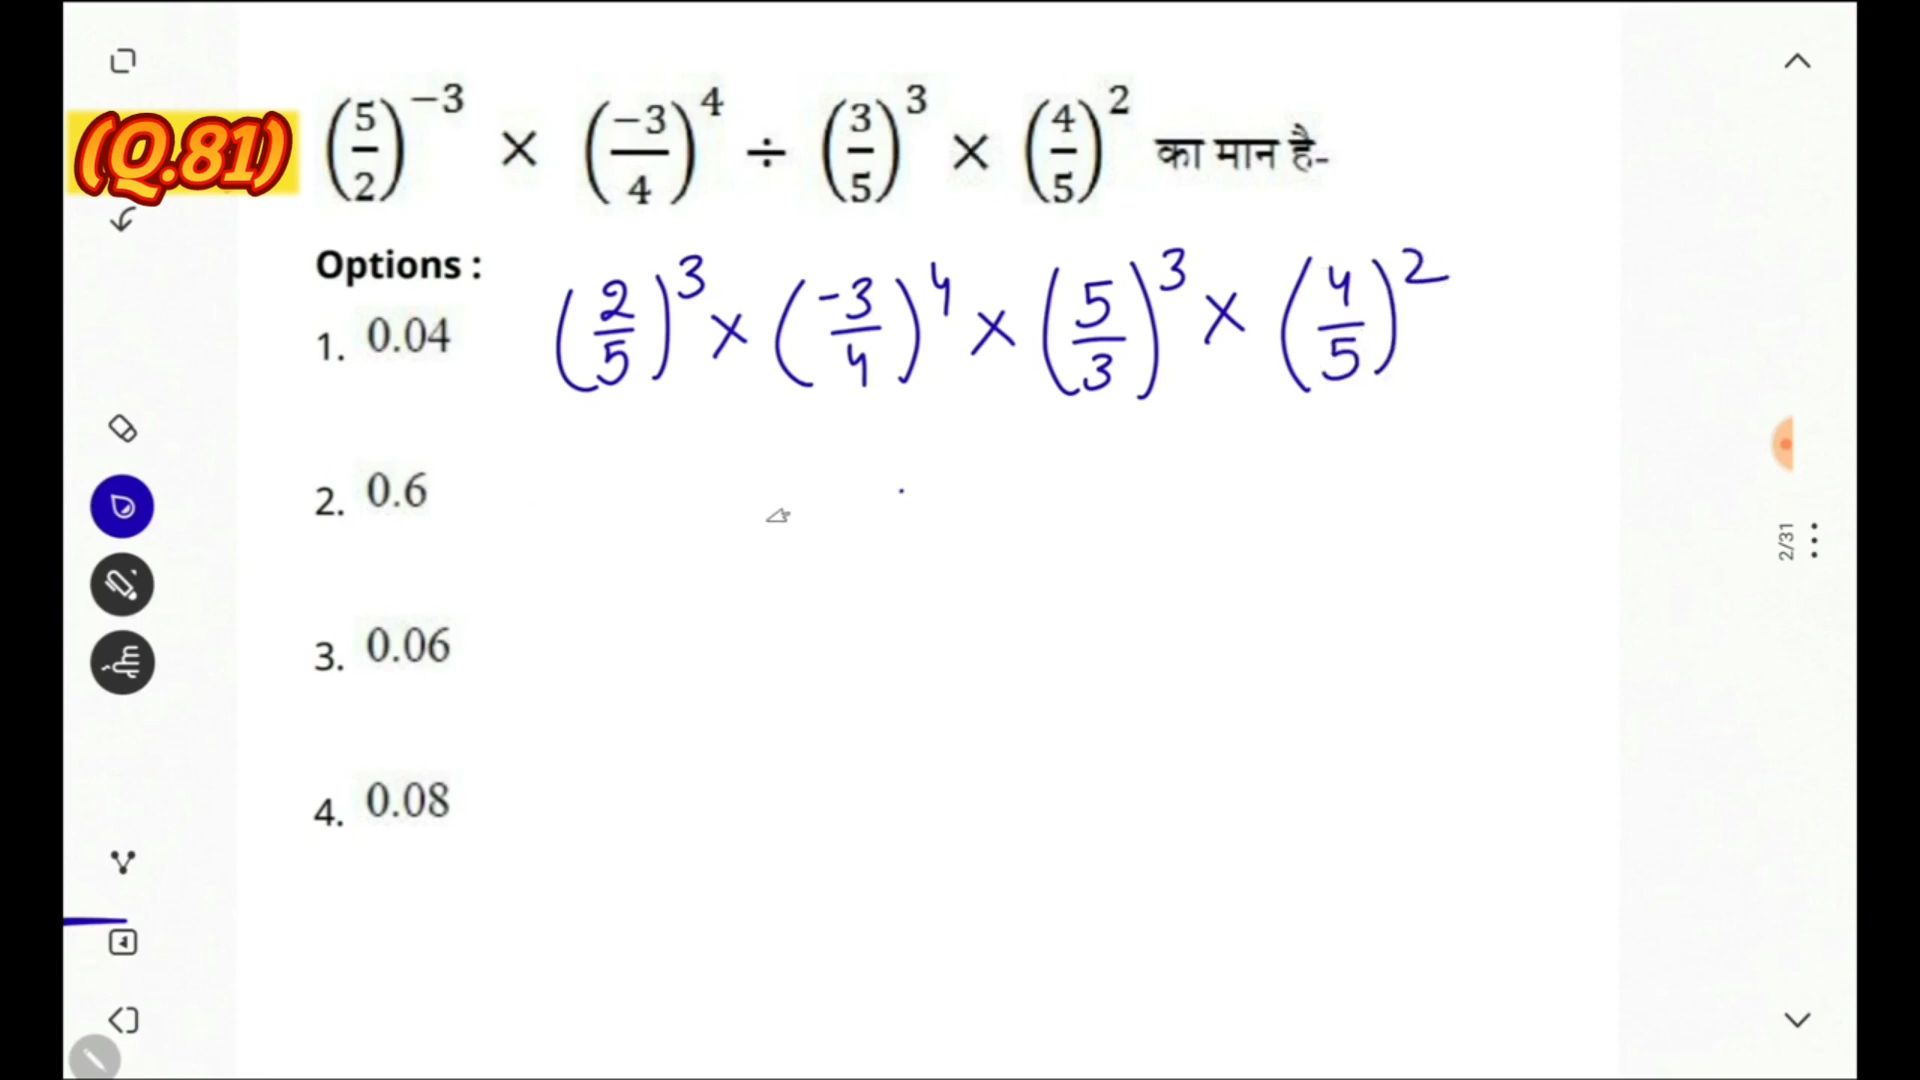 (Q.81) (5/2)^-3 × (-3/4)^4 ÷ (3/5)^3 × (4/5)^2 का मान है-
Options :
(2/5)^3 × (-3/4)^4 × (5/3)^3 × (4/5)^2
1. 0.04
2. 0.6
3. 0.06
4. 0.08
2/31